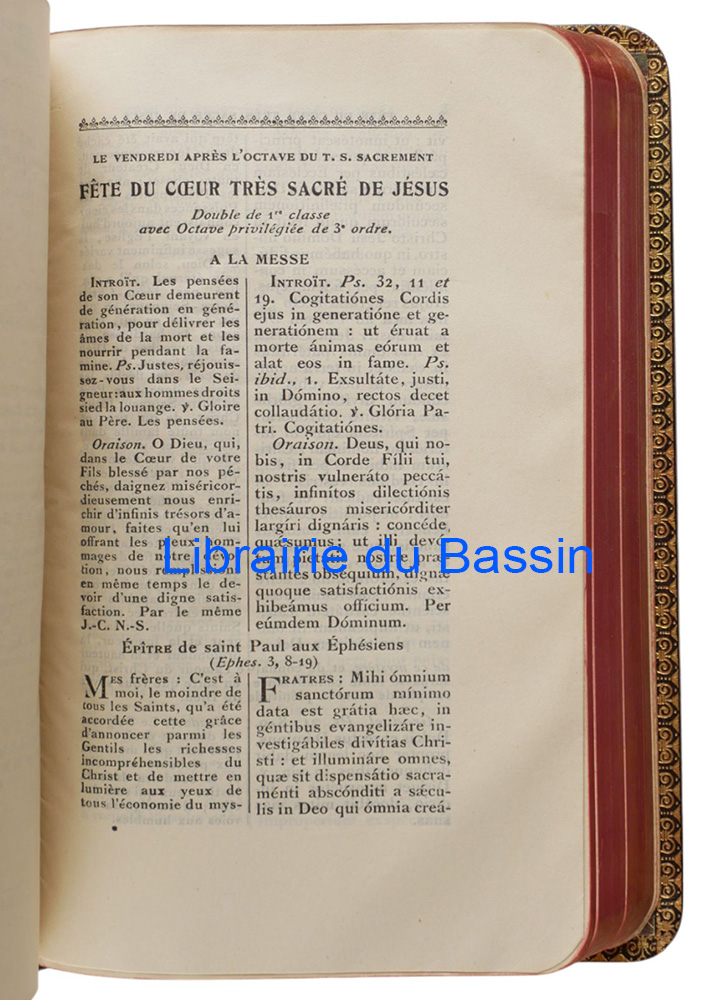 LE VENDREDI APRÈS L'OCTAVE DU T. S. SACREMENT
FÊTE DU CŒUR TRÈS SACRÉ DE JÉSUS
Double de 1re classe
avec Octave privilégiée de 3e ordre.
A LA MESSE
INTROÏT. Les pensées
de son Cœur demeurent
de génération en géné-
ration, pour délivrer les
âmes de la mort et les
nourrir pendant la fa-
mine. Ps. Justes, réjouis-
sez-vous dans le Sei-
gneur: aux hommes droits
sied la louange. ℣. Gloire
au Père. Les pensées.
Oraison. O Dieu, qui,
dans le Cœur de votre
Fils blessé par nos pé-
chés, daignez miséricor-
dieusement nous enri-
chir d'infinis trésors d'a-
mour, faites qu'en lui
offrant les pieux hom-
mages de notre dévo-
tion, nous remplissions
en même temps le de-
voir d'une digne satis-
faction. Par le même
J.-C. N.-S.
INTROÏT. Ps. 32, 11 et
19. Cogitatiónes Cordis
ejus in generatióne et ge-
neratiónem : ut éruat a
morte ánimas eórum et
alat eos in fame. Ps.
ibid., 1. Exsultáte, justi,
in Dómino, rectos decet
collaudátio. ℣. Glória Pa-
tri. Cogitatiónes.
Oraison. Deus, qui no-
bis, in Corde Fílii tui,
nostris vulneráto peccá-
tis, infinítos dilectiónis
thesáuros misericórditer
largíri dignáris : concéde,
quæsumus; ut illi devó-
tum pietátis nostræ præ-
stantes obséquium, dignæ
quoque satisfactiónis ex-
hibeámus offícium. Per
eúmdem Dóminum.
Librairie du Bassin
ÉPÎTRE de saint Paul aux Éphésiens
(Ephes. 3, 8-19)
MES frères : C'est à
moi, le moindre de
tous les Saints, qu'a été
accordée cette grâce
d'annoncer parmi les
Gentils les richesses
incompréhensibles du
Christ et de mettre en
lumière aux yeux de
tous l'économie du mys-
FRATRES : Mihi ómnium
sanctórum mínimo
data est grátia hæc, in
géntibus evangelizáre in-
vestigábiles divítias Chri-
sti : et illumináre omnes,
quæ sit dispensátio sacra-
ménti abscónditi a sǽcu-
lis in Deo qui ómnia creá-